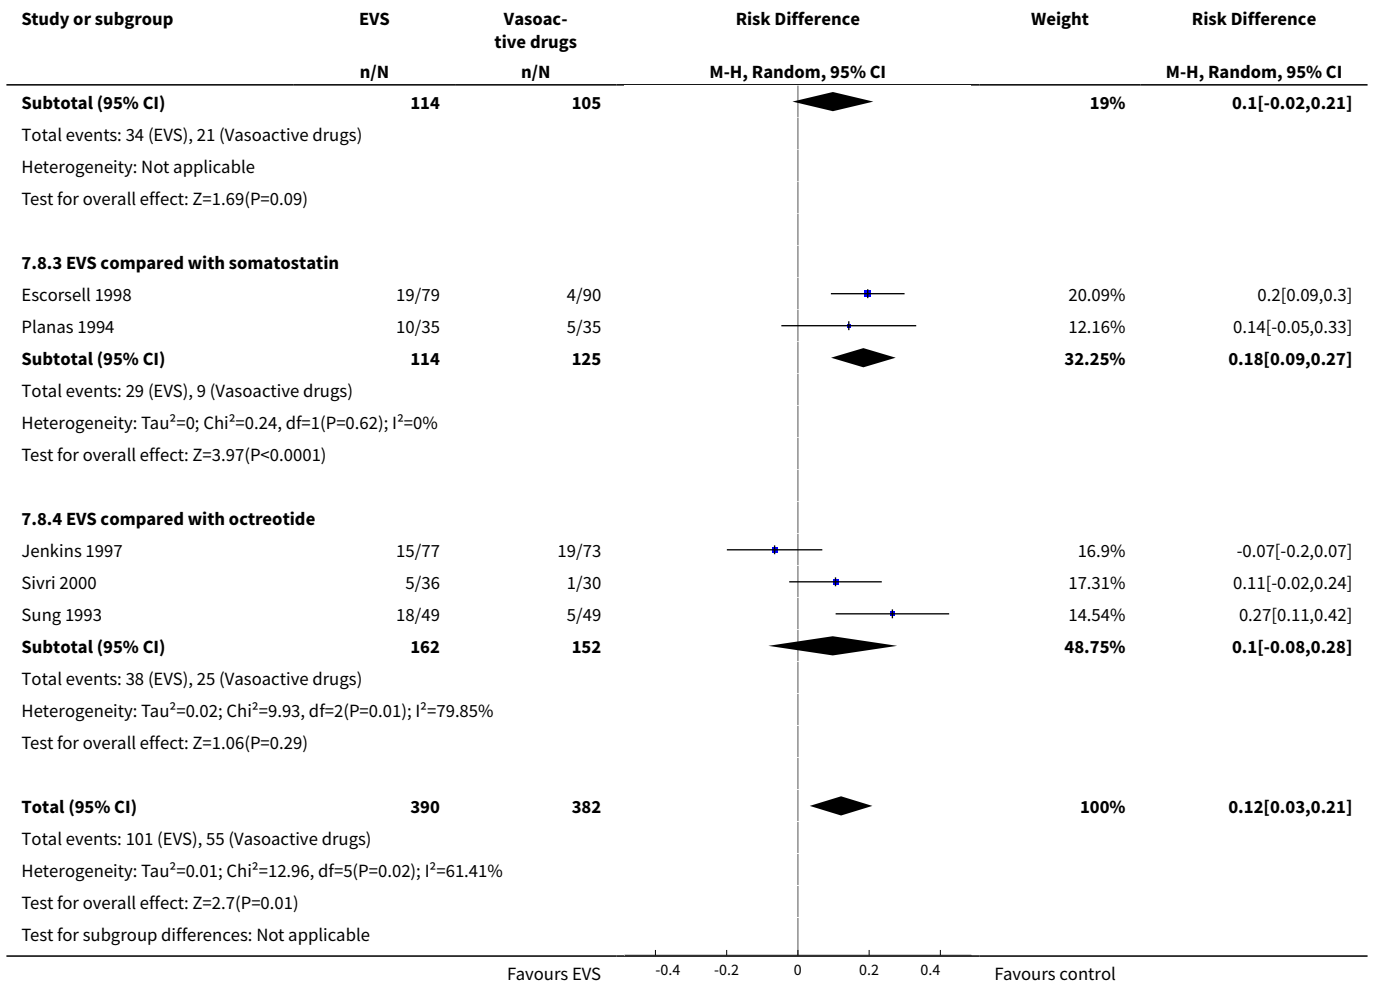 Study or subgroup EVS Vasoac- Risk Difference Weight Risk Difference
tive drugs
n/N n/N M-H, Random, 95% CI M-H, Random, 95% CI
Subtotal (95% CI) 114 105 19% 0.1[-0.02,0.21]
Total events: 34 (EVS), 21 (Vasoactive drugs)
Heterogeneity: Not applicable
Test for overall effect: Z=1.69(P=0.09)
7.8.3 EVS compared with somatostatin
Escorsell 1998 19/79 4/90 20.09% 0.2[0.09,0.3]
Planas 1994 10/35 5/35 12.16% 0.14[-0.05,0.33]
Subtotal (95% CI) 114 125 32.25% 0.18[0.09,0.27]
Total events: 29 (EVS), 9 (Vasoactive drugs)
Heterogeneity: Tau²=0; Chi²=0.24, df=1(P=0.62); I²=0%
Test for overall effect: Z=3.97(P<0.0001)
7.8.4 EVS compared with octreotide
Jenkins 1997 15/77 19/73 16.9% -0.07[-0.2,0.07]
Sivri 2000 5/36 1/30 17.31% 0.11[-0.02,0.24]
Sung 1993 18/49 5/49 14.54% 0.27[0.11,0.42]
Subtotal (95% CI) 162 152 48.75% 0.1[-0.08,0.28]
Total events: 38 (EVS), 25 (Vasoactive drugs)
Heterogeneity: Tau²=0.02; Chi²=9.93, df=2(P=0.01); I²=79.85%
Test for overall effect: Z=1.06(P=0.29)
Total (95% CI) 390 382 100% 0.12[0.03,0.21]
Total events: 101 (EVS), 55 (Vasoactive drugs)
Heterogeneity: Tau²=0.01; Chi²=12.96, df=5(P=0.02); I²=61.41%
Test for overall effect: Z=2.7(P=0.01)
Test for subgroup differences: Not applicable
Favours EVS -0.4 -0.2 0 0.2 0.4 Favours control